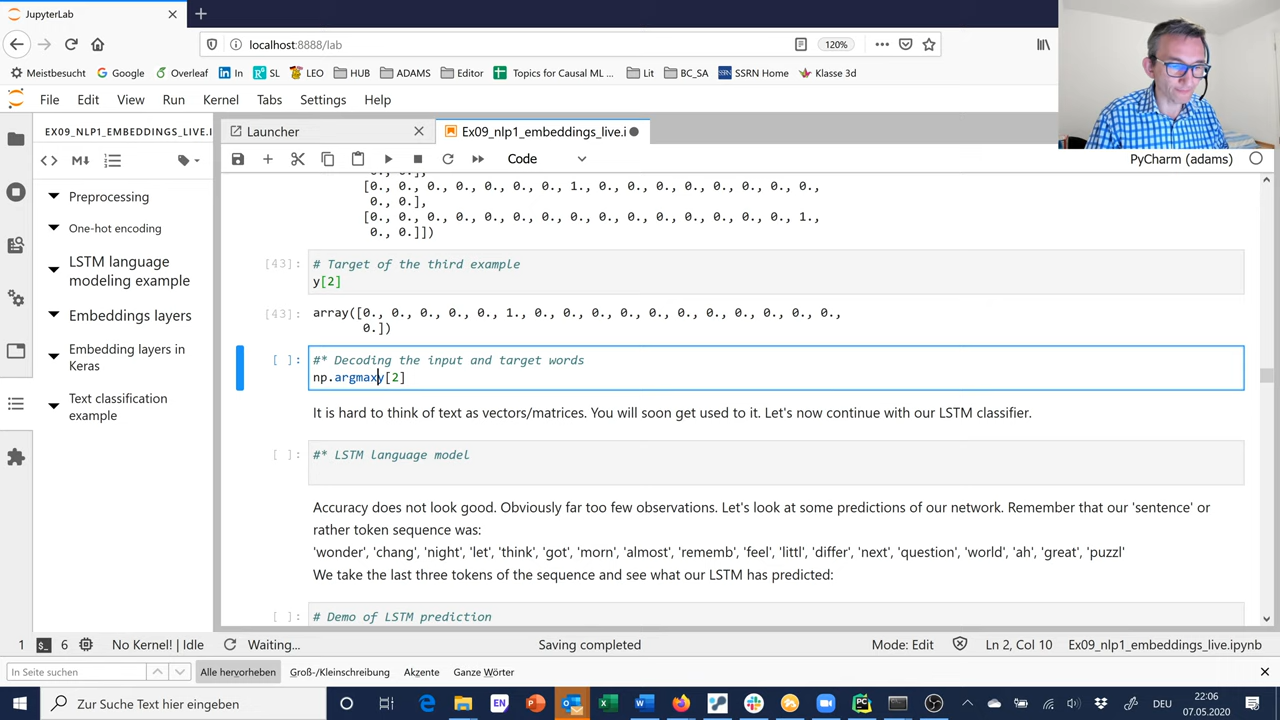 JupyterLab
localhost:8888/lab
120%
Meistbesucht Google Overleaf In SL LEO HUB ADAMS Editor Topics for Causal ML ... Lit BC_SA SSRN Home Klasse 3d
File Edit View Run Kernel Tabs Settings Help
EX09_NLP1_EMBEDDINGS_LIVE.I
Launcher
Ex09_nlp1_embeddings_live.i
Code
PyCharm (adams)
Preprocessing
One-hot encoding
LSTM language
modeling example
Embeddings layers
Embedding layers in
Keras
Text classification
example
0., 0.],
[0., 0., 0., 0., 0., 0., 0., 1., 0., 0., 0., 0., 0., 0., 0., 0.,
0., 0.],
[0., 0., 0., 0., 0., 0., 0., 0., 0., 0., 0., 0., 0., 0., 0., 1.,
0., 0.]])
[43]: # Target of the third example
y[2]
[43]: array([0., 0., 0., 0., 0., 1., 0., 0., 0., 0., 0., 0., 0., 0., 0., 0., 0.,
0.])
[ ]: #* Decoding the input and target words
np.argmaxy[2]
It is hard to think of text as vectors/matrices. You will soon get used to it. Let's now continue with our LSTM classifier.
[ ]: #* LSTM language model
Accuracy does not look good. Obviously far too few observations. Let's look at some predictions of our network. Remember that our 'sentence' or
rather token sequence was:
'wonder', 'chang', 'night', 'let', 'think', 'got', 'morn', 'almost', 'rememb', 'feel', 'littl', 'differ', 'next', 'question', 'world', 'ah', 'great', 'puzzl'
We take the last three tokens of the sequence and see what our LSTM has predicted:
[ ]: # Demo of LSTM prediction
1 6 No Kernel! | Idle Waiting... Saving completed Mode: Edit Ln 2, Col 10 Ex09_nlp1_embeddings_live.ipynb
In Seite suchen Alle hervorheben Groß-/Kleinschreibung Akzente Ganze Wörter
Zur Suche Text hier eingeben
EN
DEU
22:06
07.05.2020